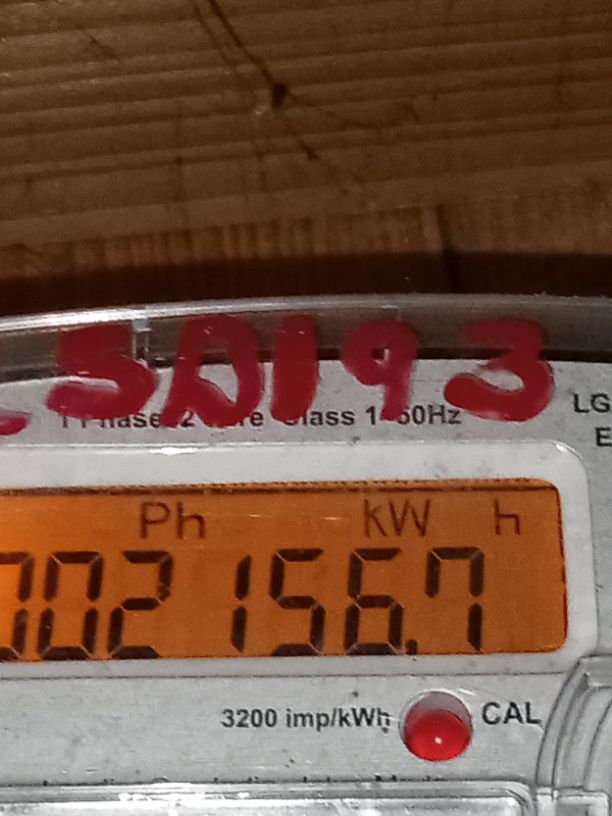 SD193
1 Phase 2 Wire Class 1 50Hz
LG
E
Ph kW h
002156.7
3200 imp/kWh CAL